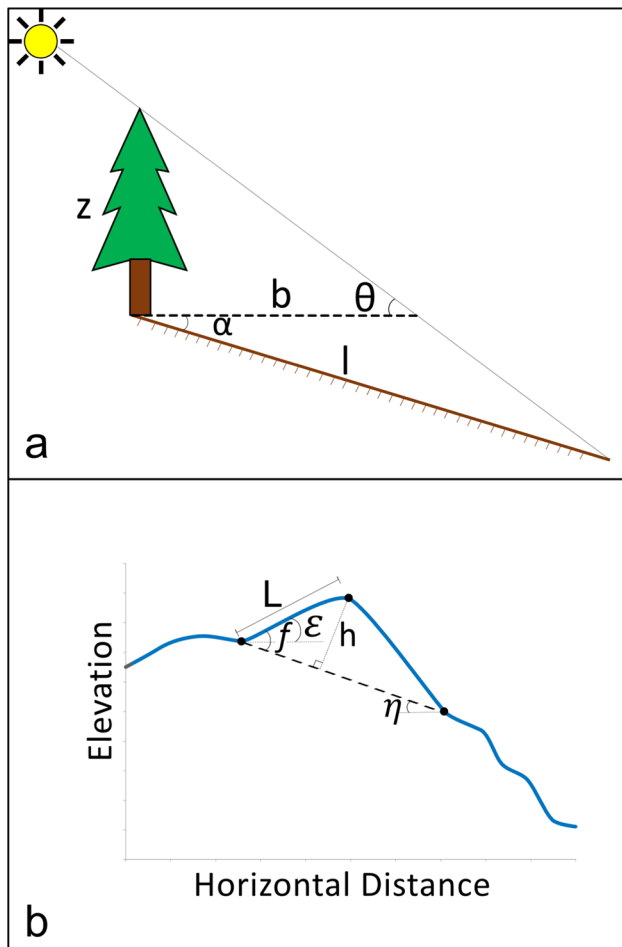 z
b
θ
α
l
a
L
f
ε
h
η
Elevation
Horizontal Distance
b